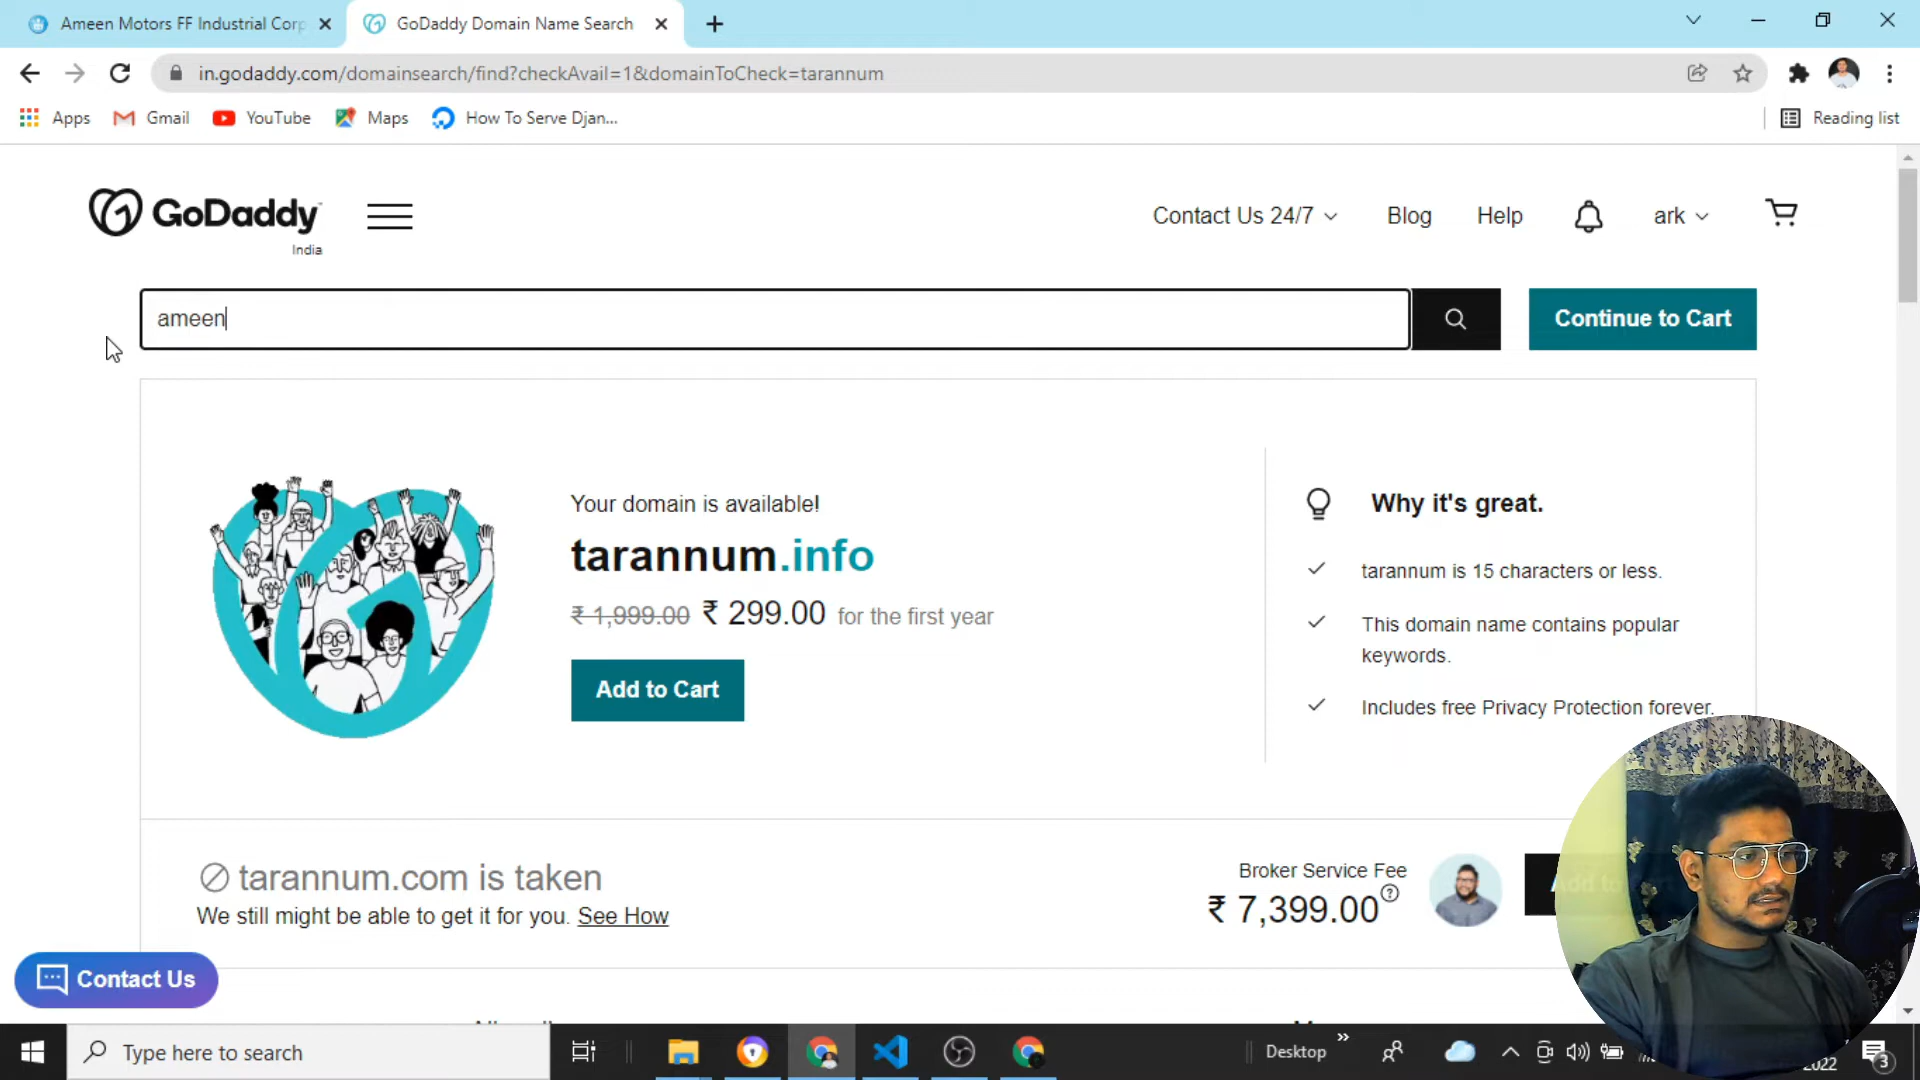 Ameen Motors FF Industrial Corp
GoDaddy Domain Name Search
in.godaddy.com/domainsearch/find?checkAvail=1&domainToCheck=tarannum
Apps
Gmail
YouTube
Maps
How To Serve Djan...
Reading list
GoDaddy
India
Contact Us 24/7
Blog
Help
ark
ameen
Continue to Cart
Your domain is available!
tarannum.info
₹ 1,999.00 ₹ 299.00 for the first year
Add to Cart
Why it's great.
tarannum is 15 characters or less.
This domain name contains popular
keywords.
Includes free Privacy Protection forever.
tarannum.com is taken
We still might be able to get it for you. See How
Broker Service Fee
₹ 7,399.00
Contact Us
Type here to search
Desktop
2022
3